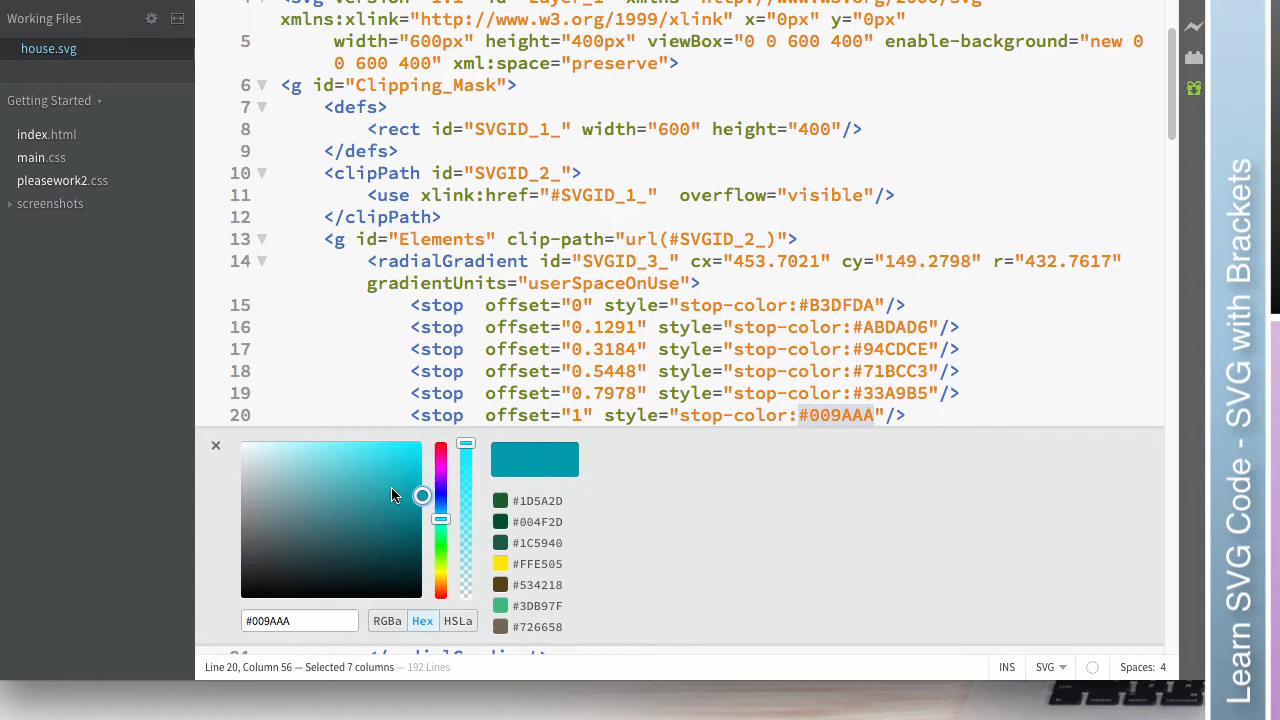 Working Files
house.svg
Getting Started
index.html
main.css
pleasework2.css
screenshots
xmlns:xlink="http://www.w3.org/1999/xlink" x="0px" y="0px"
5 width="600px" height="400px" viewBox="0 0 600 400" enable-background="new 0
0 600 400" xml:space="preserve">
6 <g id="Clipping_Mask">
7 <defs>
8 <rect id="SVGID_1_" width="600" height="400"/>
9 </defs>
10 <clipPath id="SVGID_2_">
11 <use xlink:href="#SVGID_1_"  overflow="visible"/>
12 </clipPath>
13 <g id="Elements" clip-path="url(#SVGID_2_)">
14 <radialGradient id="SVGID_3_" cx="453.7021" cy="149.2798" r="432.7617"
gradientUnits="userSpaceOnUse">
15 <stop  offset="0" style="stop-color:#B3DFDA"/>
16 <stop  offset="0.1291" style="stop-color:#ABDAD6"/>
17 <stop  offset="0.3184" style="stop-color:#94CDCE"/>
18 <stop  offset="0.5448" style="stop-color:#71BCC3"/>
19 <stop  offset="0.7978" style="stop-color:#33A9B5"/>
20 <stop  offset="1" style="stop-color:#009AAA"/>
#1D5A2D
#004F2D
#1C5940
#FFE505
#534218
#3DB97F
#726658
#009AAA
RGBa Hex HSLa
Line 20, Column 56 — Selected 7 columns — 192 Lines
INS SVG Spaces: 4
Learn SVG Code - SVG with Brackets